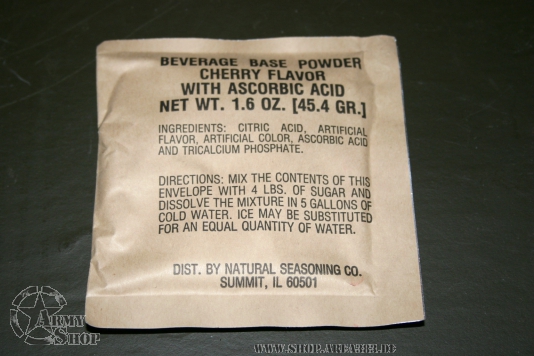 BEVERAGE BASE POWDER
CHERRY FLAVOR
WITH ASCORBIC ACID
NET WT. 1.6 OZ. [45.4 GR.]
INGREDIENTS: CITRIC ACID, ARTIFICIAL
FLAVOR, ARTIFICIAL COLOR, ASCORBIC ACID
AND TRICALCIUM PHOSPHATE.
DIRECTIONS: MIX THE CONTENTS OF THIS
ENVELOPE WITH 4 LBS. OF SUGAR AND
DISSOLVE THE MIXTURE IN 5 GALLONS OF
COLD WATER. ICE MAY BE SUBSTITUTED
FOR AN EQUAL QUANTITY OF WATER.
DIST. BY NATURAL SEASONING CO.
SUMMIT, IL 60501
ARMY
SHOP